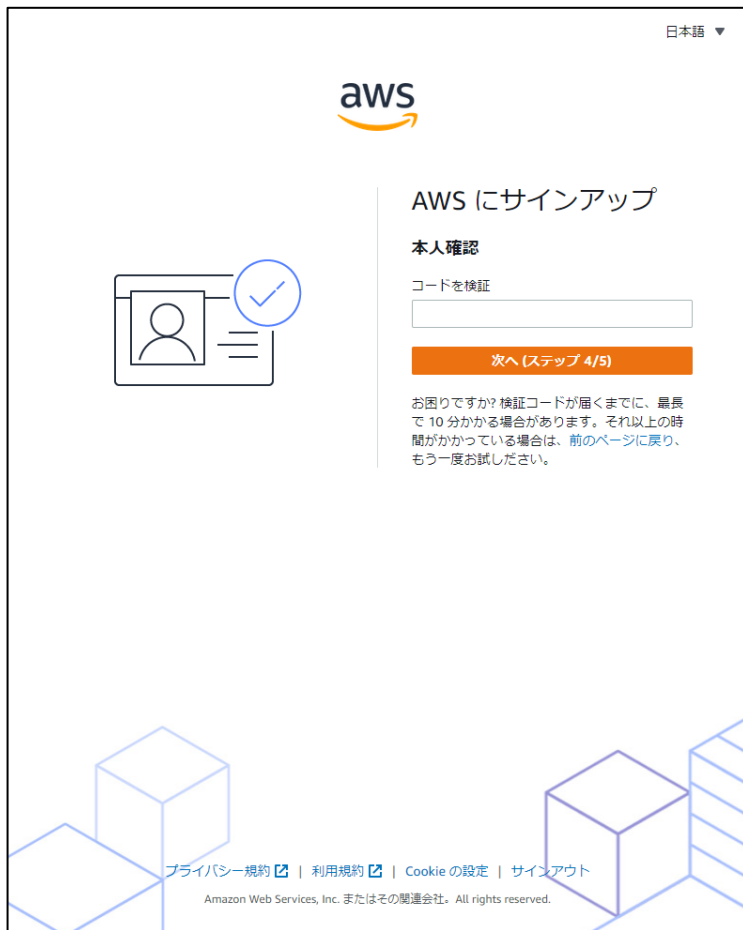 日本語 ▼
aws
AWS にサインアップ
本人確認
コードを検証
次へ (ステップ 4/5)
お困りですか? 検証コードが届くまでに、最長
で 10 分かかる場合があります。それ以上の時
間がかかっている場合は、前のページに戻り、
もう一度お試しださい。
プライバシー規約 | 利用規約 | Cookie の設定 | サインアウト
Amazon Web Services, Inc. またはその関連会社。All rights reserved.